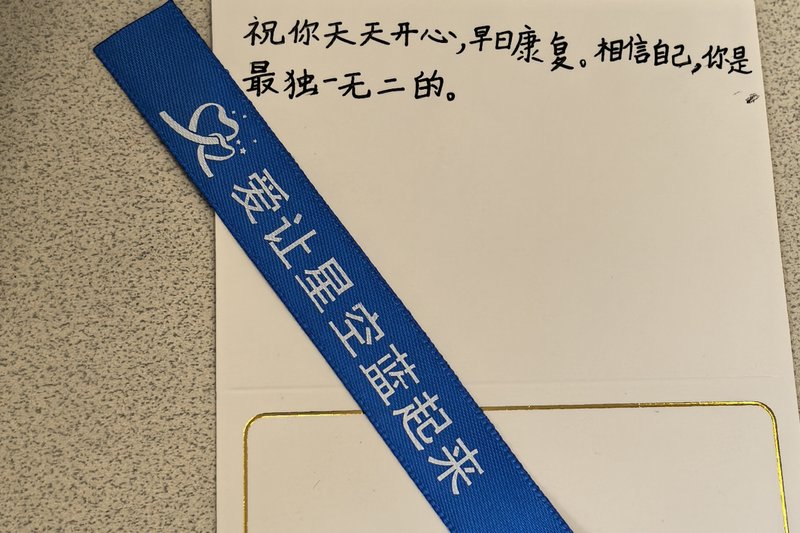 祝你天天开心,早日康复。相信自己,你是
最独一无二的。
爱让星空蓝起来